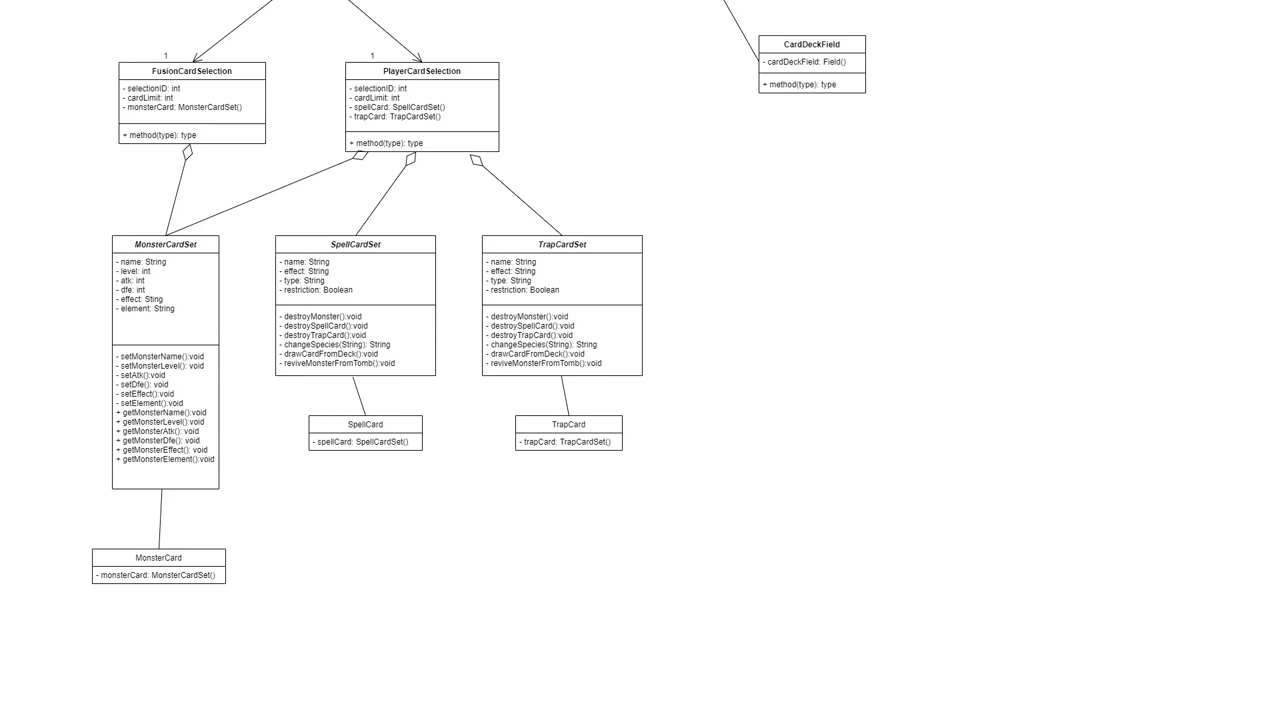 1
FusionCardSelection
- selectionID: int
- cardLimit: int
- monsterCard: MonsterCardSet()
+ method(type): type
1
PlayerCardSelection
- selectionID: int
- cardLimit: int
- spellCard: SpellCardSet()
- trapCard: TrapCardSet()
+ method(type): type
CardDeckField
- cardDeckField: Field()
+ method(type): type
MonsterCardSet
- name: String
- level: int
- atk: int
- dfe: int
- effect: Sting
- element: String
- setMonsterName():void
- setMonsterLevel(): void
- setAtk():void
- setDfe(): void
- setEffect():void
- setElement():void
+ getMonsterName():void
+ getMonsterLevel():void
+ getMonsterAtk(): void
+ getMonsterDfe(): void
+ getMonsterEffect(): void
+ getMonsterElement():void
SpellCardSet
- name: String
- effect: String
- type: String
- restriction: Boolean
- destroyMonster():void
- destroySpellCard():void
- destroyTrapCard():void
- changeSpecies(String): String
- drawCardFromDeck():void
- reviveMonsterFromTomb():void
TrapCardSet
- name: String
- effect: String
- type: String
- restriction: Boolean
- destroyMonster():void
- destroySpellCard():void
- destroyTrapCard():void
- changeSpecies(String): String
- drawCardFromDeck():void
- reviveMonsterFromTomb():void
SpellCard
- spellCard: SpellCardSet()
TrapCard
- trapCard: TrapCardSet()
MonsterCard
- monsterCard: MonsterCardSet()